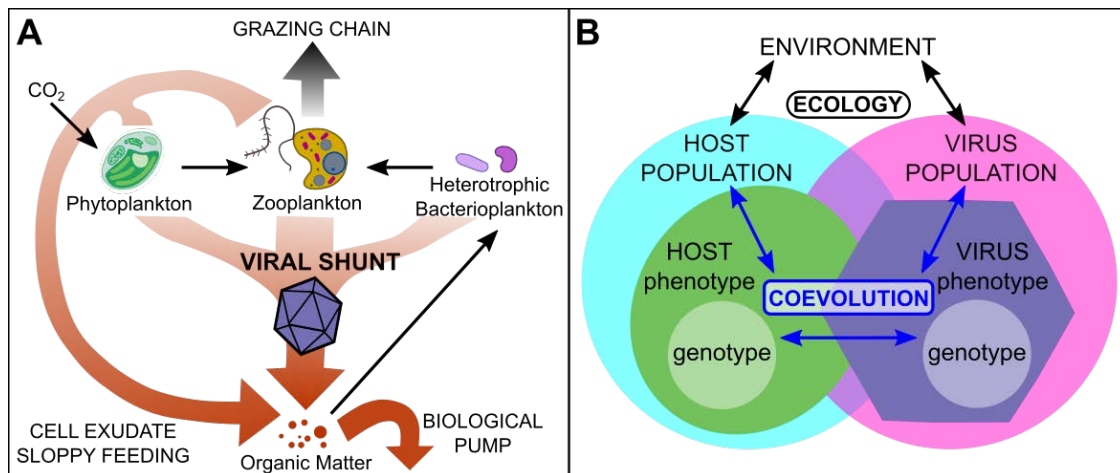 A
GRAZING CHAIN
CO2
Phytoplankton
Zooplankton
Heterotrophic
Bacterioplankton
VIRAL SHUNT
CELL EXUDATE
SLOPPY FEEDING
Organic Matter
BIOLOGICAL
PUMP
B
ENVIRONMENT
ECOLOGY
HOST
POPULATION
VIRUS
POPULATION
HOST
phenotype
VIRUS
phenotype
COEVOLUTION
genotype
genotype